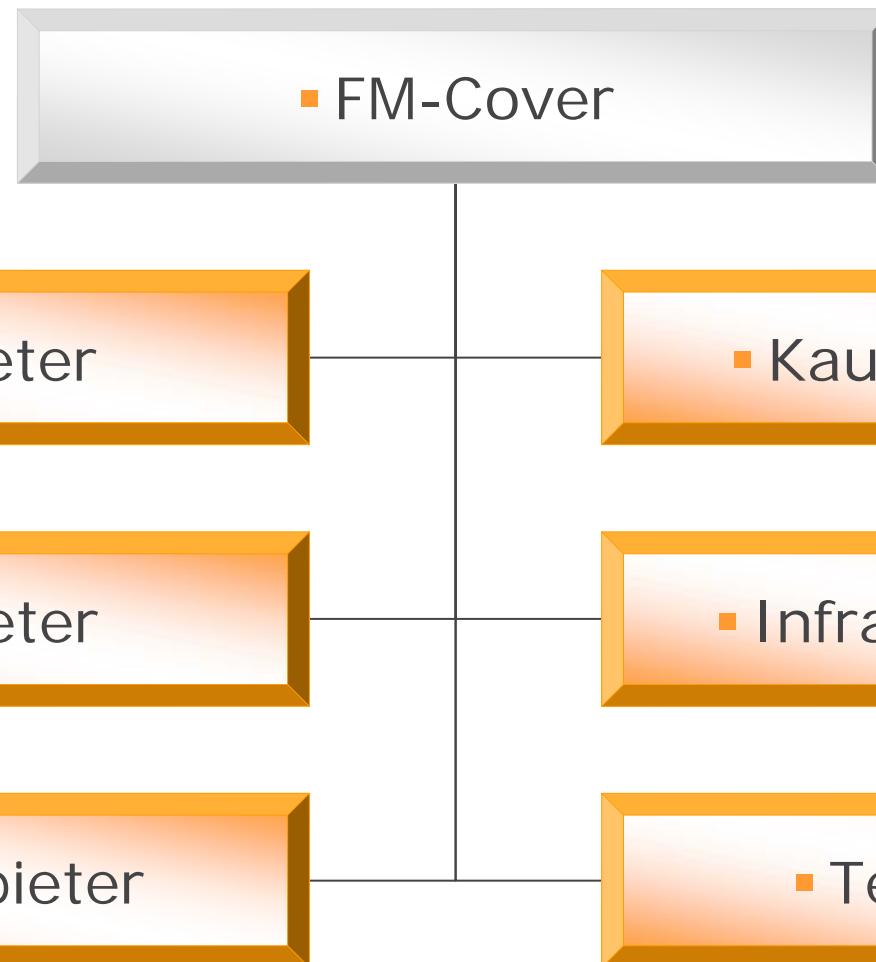 ▪ FM-Cover
eter
▪ Kau
eter
▪ Infra
bieter
▪ Te